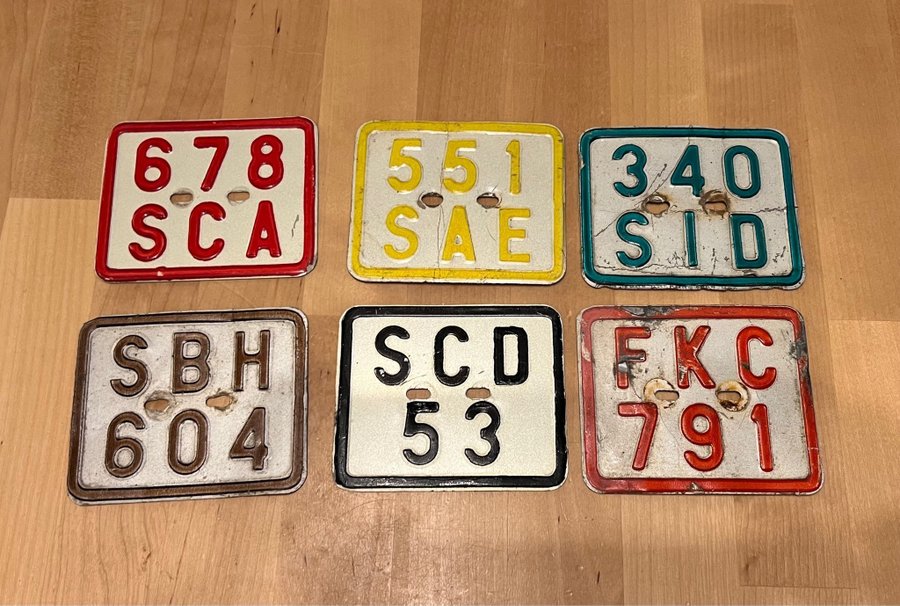 678
SCA
551
SAE
340
SID
SBH
604
SCD
53
FKC
791